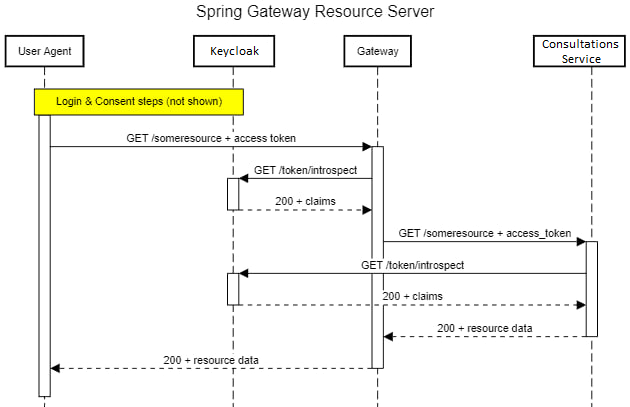 Spring Gateway Resource Server
User Agent
Keycloak
Gateway
Consultations
Service
Login & Consent steps (not shown)
GET /someresource + access token
GET /token/introspect
200 + claims
GET /someresource + access_token
GET /token/introspect
200 + claims
200 + resource data
200 + resource data